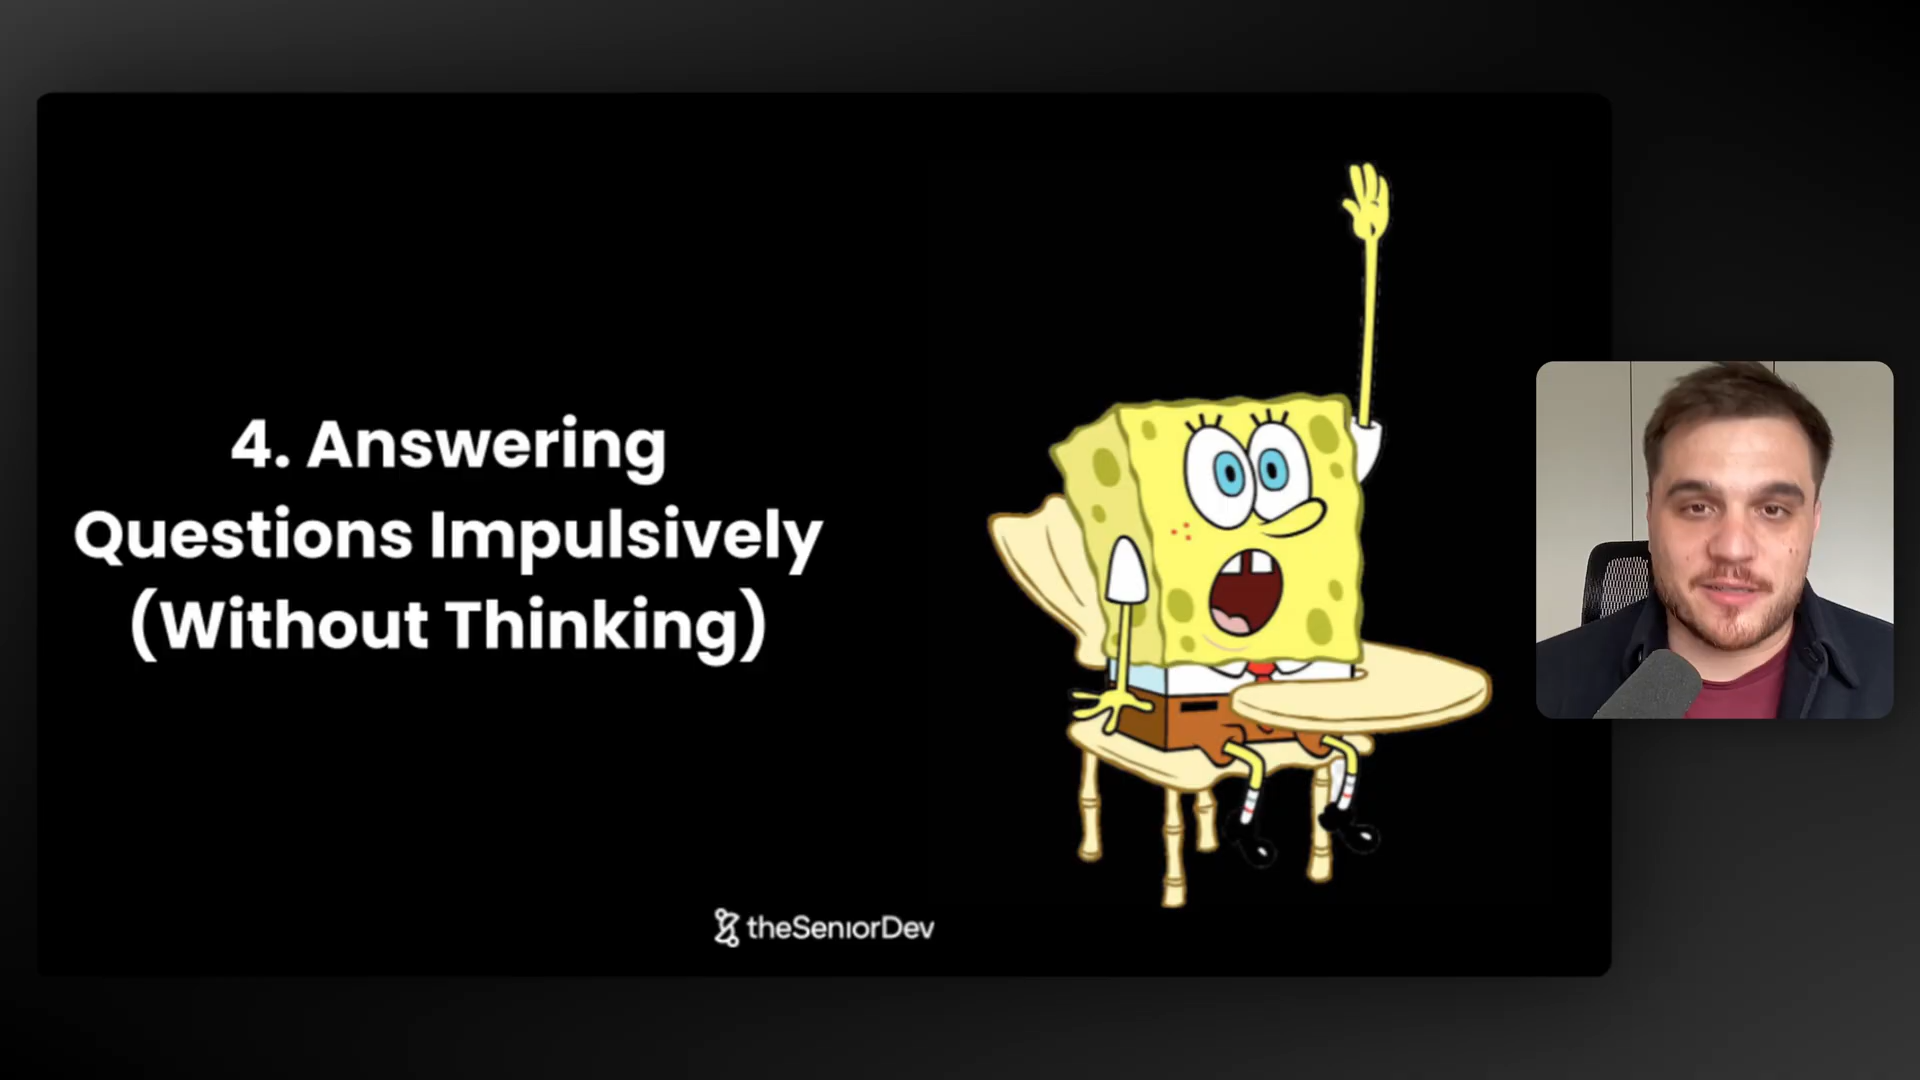 4. Answering
Questions Impulsively
(Without Thinking)
theSeniorDev